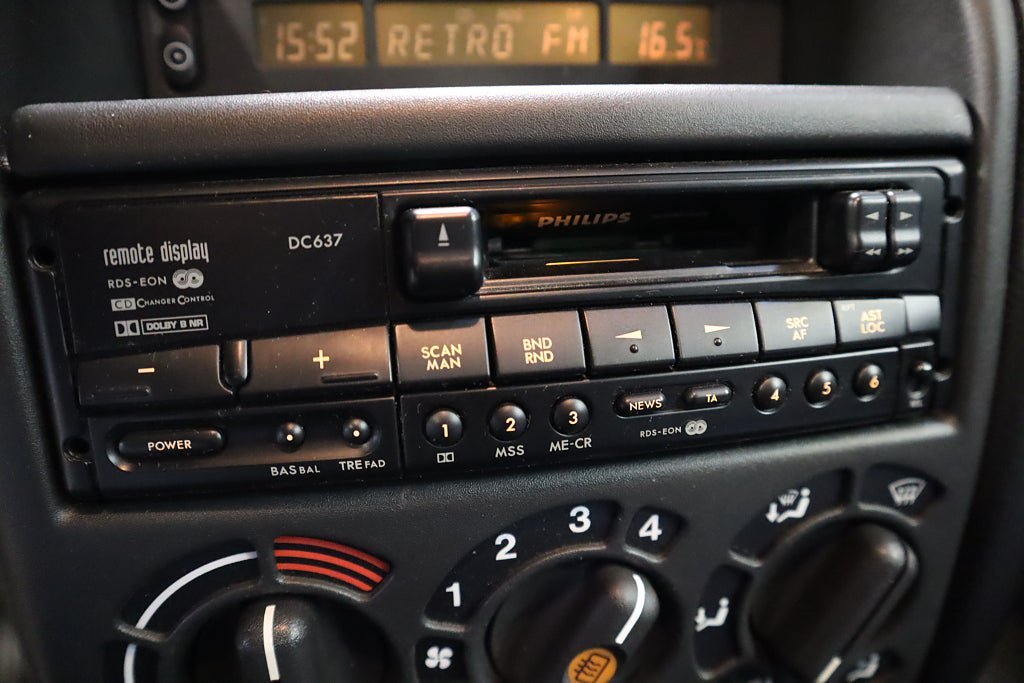 15:52 RETRO FM 16.5
PHILIPS
remote display
DC637
RDS-EON
CD CHANGER CONTROL
DOLBY B NR
- +
SCAN
MAN
BND
RND
SRC
AF
AST
LOC
POWER
BAS BAL
TRE FAD
1 2 3 NEWS TA 4 5 6
MSS
ME-CR
RDS-EON
1 2 3 4